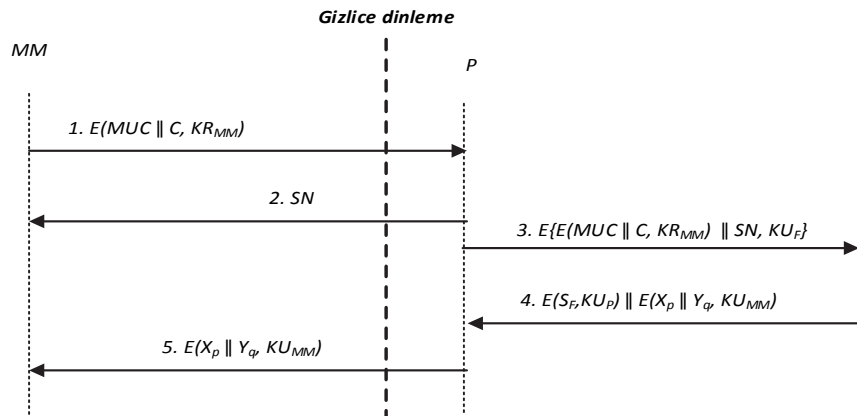 Gizlice dinleme
MM
P
1. E(MUC ‖ C, KR_MM)
2. SN
3. E{E(MUC ‖ C, KR_MM) ‖ SN, KU_F}
4. E(S_F,KU_P) ‖ E(X_p ‖ Y_q, KU_MM)
5. E(X_p ‖ Y_q, KU_MM)